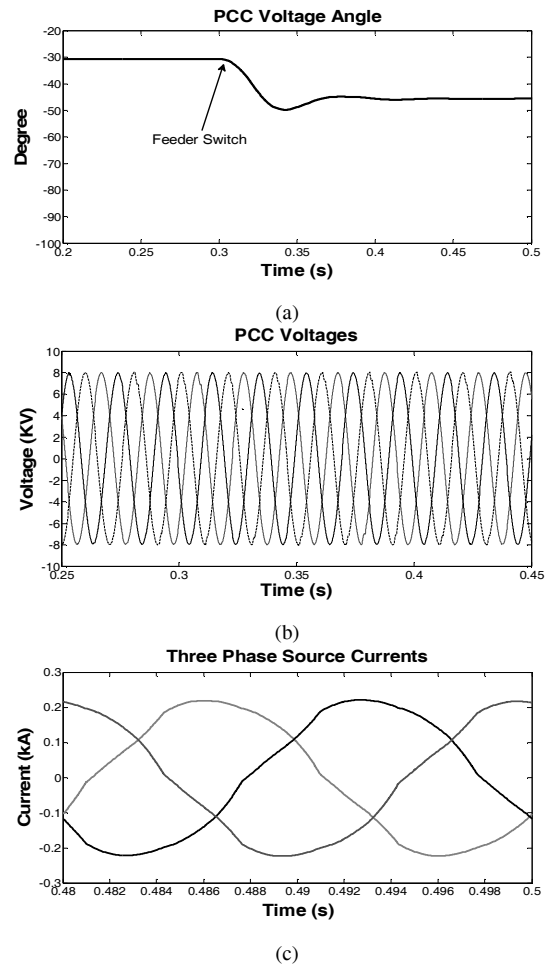 PCC Voltage Angle
-20
-30
-40
-50
-60
-70
-80
-90
-100
Degree
Feeder Switch
0.2 0.25 0.3 0.35 0.4 0.45 0.5
Time (s)
(a)
PCC Voltages
10
8
6
4
2
0
-2
-4
-6
-8
-10
Voltage (KV)
0.25 0.3 0.35 0.4 0.45
Time (s)
(b)
Three Phase Source Currents
0.3
0.2
0.1
0
-0.1
-0.2
-0.3
Current (kA)
0.48 0.482 0.484 0.486 0.488 0.49 0.492 0.494 0.496 0.498 0.5
Time (s)
(c)